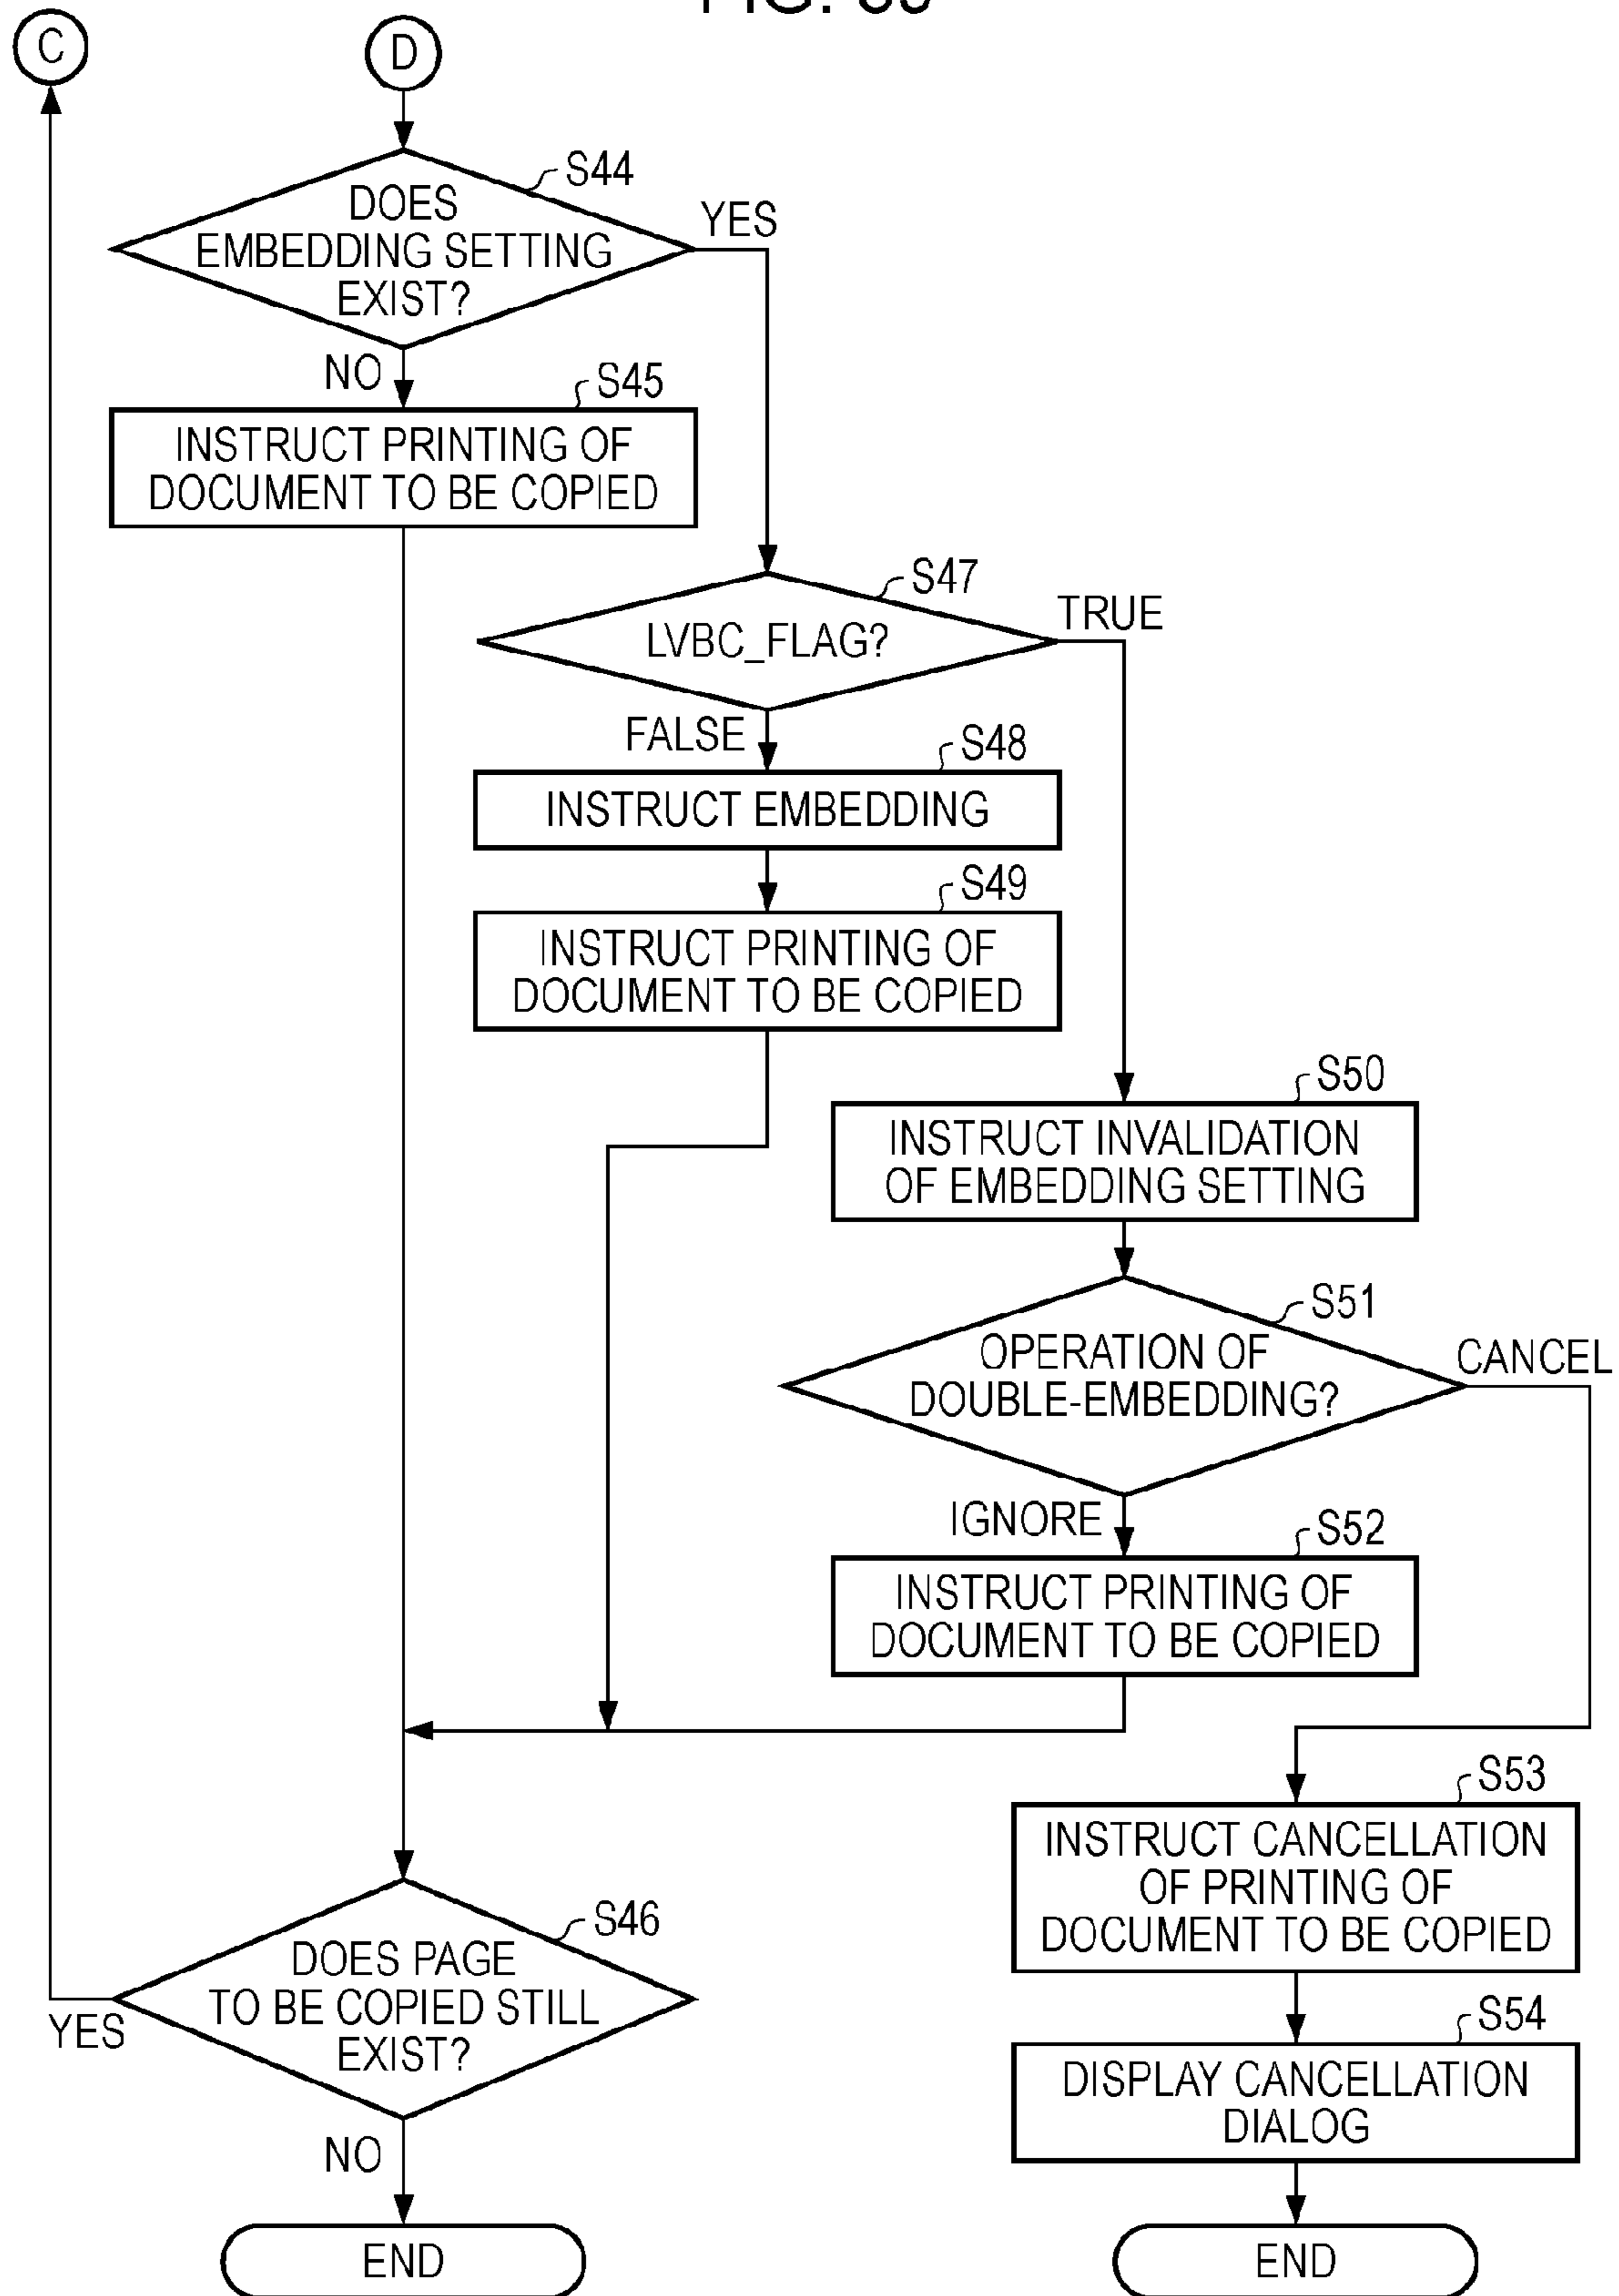 FIG.
C
D
S44
DOES
EMBEDDING SETTING
EXIST?
YES
NO
S45
INSTRUCT PRINTING OF
DOCUMENT TO BE COPIED
S47
LVBC_FLAG?
TRUE
FALSE
S48
INSTRUCT EMBEDDING
S49
INSTRUCT PRINTING OF
DOCUMENT TO BE COPIED
S50
INSTRUCT INVALIDATION
OF EMBEDDING SETTING
S51
OPERATION OF
DOUBLE-EMBEDDING?
CANCEL
IGNORE
S52
INSTRUCT PRINTING OF
DOCUMENT TO BE COPIED
S53
INSTRUCT CANCELLATION
OF PRINTING OF
DOCUMENT TO BE COPIED
S46
DOES PAGE
TO BE COPIED STILL
EXIST?
YES
NO
S54
DISPLAY CANCELLATION
DIALOG
END
END